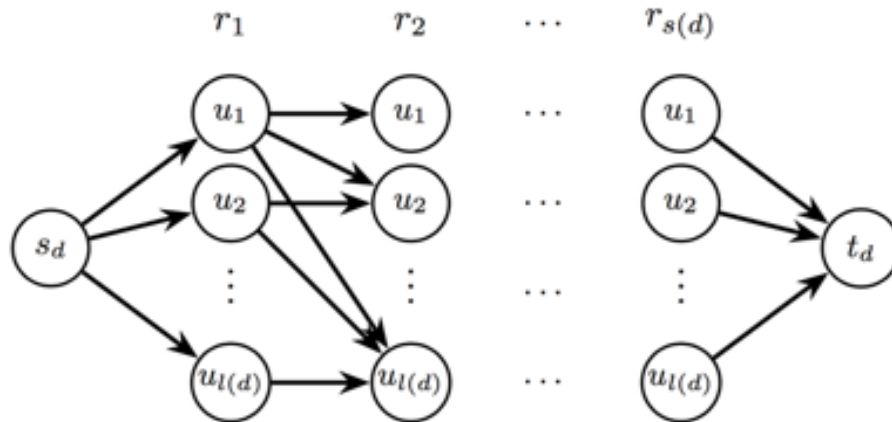 r_1 r_2 ⋯ r_{s(d)}
u_1 u_1 ⋯ u_1
u_2 u_2 ⋯ u_2
s_d t_d
⋮ ⋮ ⋯ ⋮
u_{l(d)} u_{l(d)} ⋯ u_{l(d)}